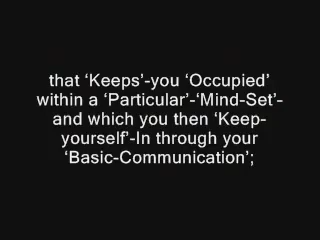 that ‘Keeps’-you ‘Occupied’
within a ‘Particular’-‘Mind-Set’-
and which you then ‘Keep-
yourself’-In through your
‘Basic-Communication’;